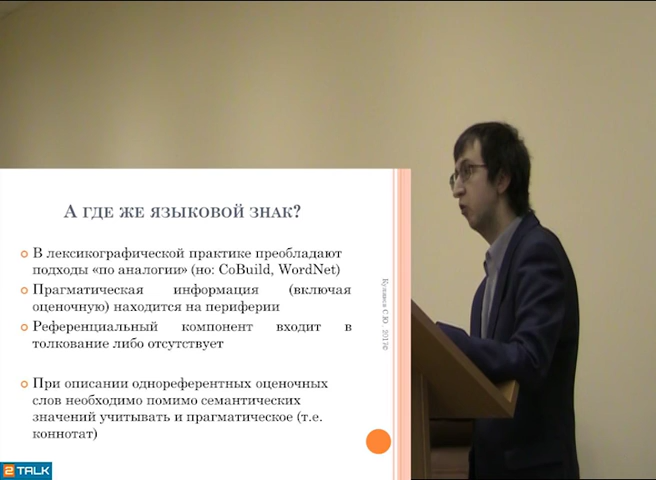 А ГДЕ ЖЕ ЯЗЫКОВОЙ ЗНАК?
В лексикографической практике преобладают
подходы «по аналогии» (но: CoBuild, WordNet)
Прагматическая информация (включая
оценочную) находится на периферии
Референциальный компонент входит в
толкование либо отсутствует
При описании однореферентных оценочных
слов необходимо помимо семантических
значений учитывать и прагматическое (т.е.
коннотат)
2 TALK